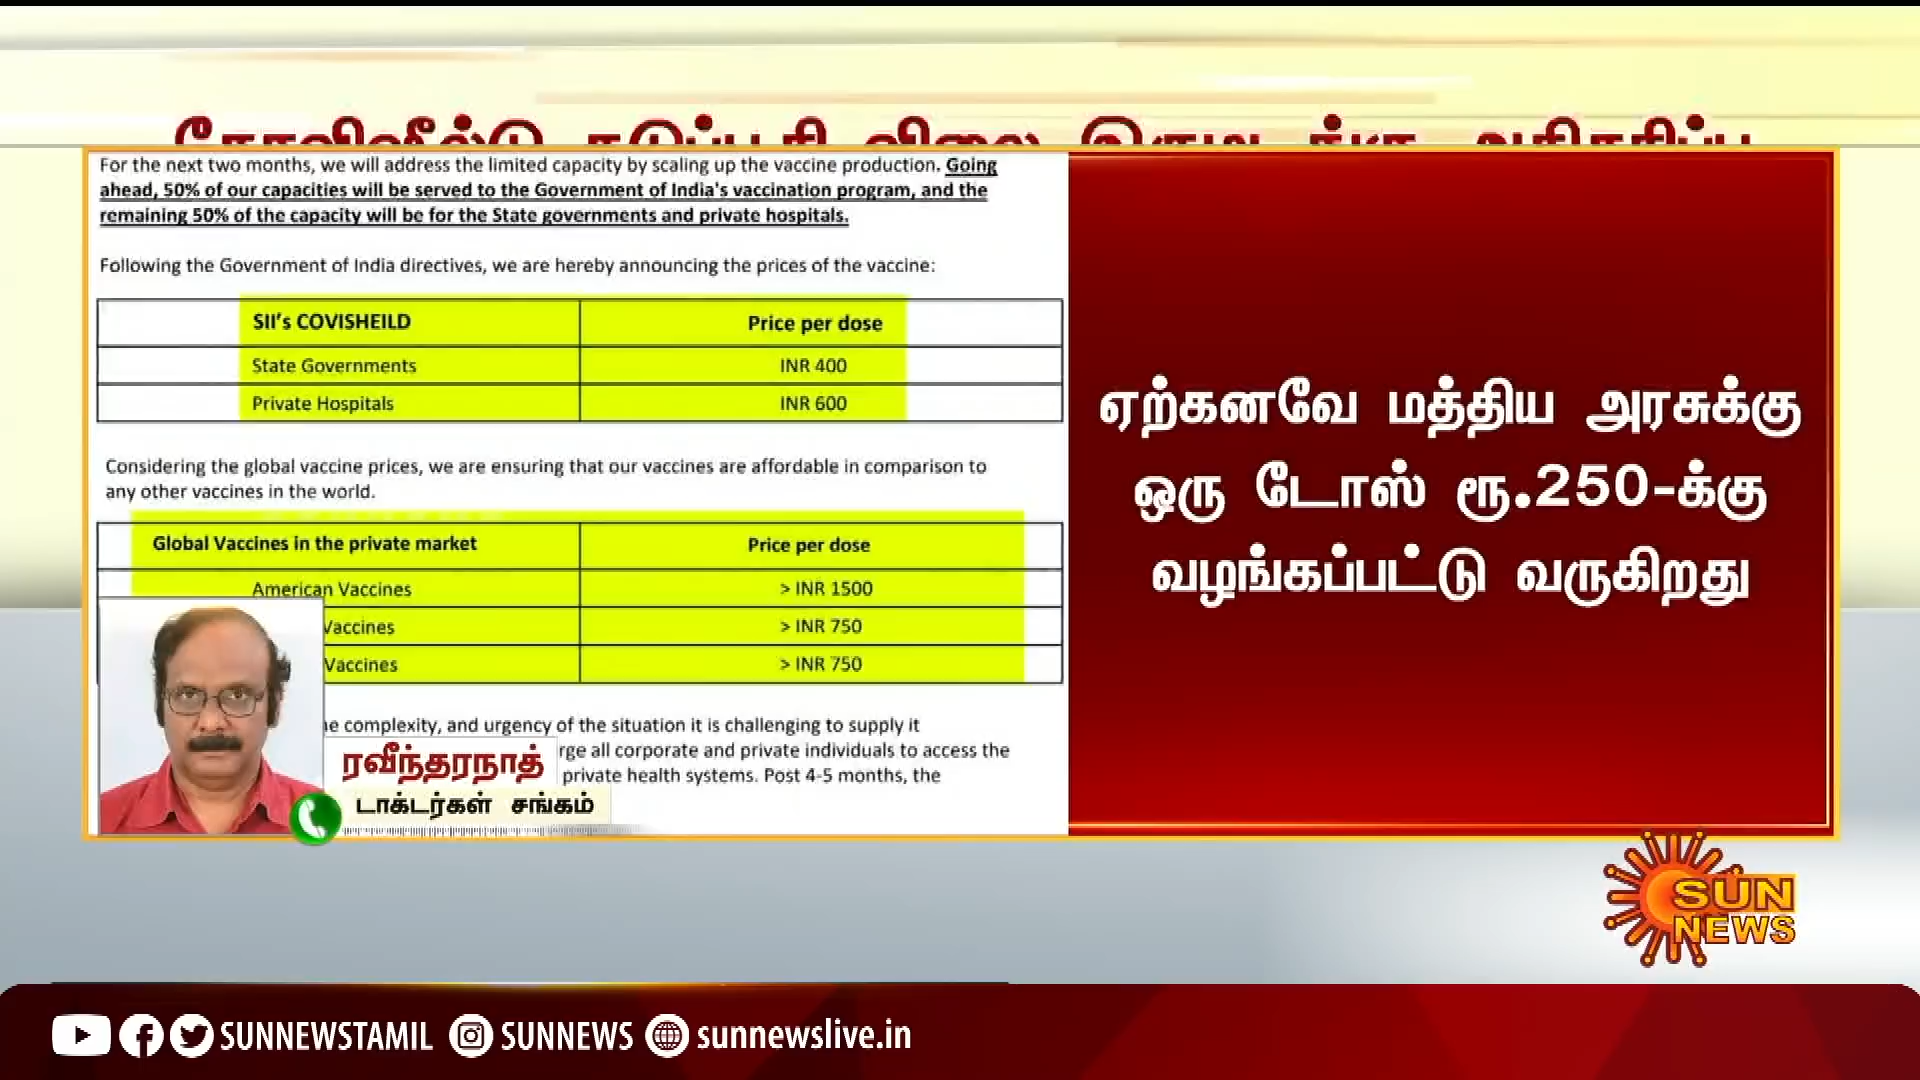 For the next two months, we will address the limited capacity by scaling up the vaccine production. Going
ahead, 50% of our capacities will be served to the Government of India's vaccination program, and the
remaining 50% of the capacity will be for the State governments and private hospitals.
Following the Government of India directives, we are hereby announcing the prices of the vaccine:
SII's COVISHEILD Price per dose
State Governments INR 400
Private Hospitals INR 600
Considering the global vaccine prices, we are ensuring that our vaccines are affordable in comparison to
any other vaccines in the world.
Global Vaccines in the private market Price per dose
American Vaccines > INR 1500
Vaccines > INR 750
Vaccines > INR 750
complexity, and urgency of the situation it is challenging to supply it
all corporate and private individuals to access the
private health systems. Post 4-5 months, the
ரவீந்தரநாத்
டாக்டர்கள் சங்கம்
ஏற்கனவே மத்திய அரசுக்கு
ஒரு டோஸ் ரூ.250-க்கு
வழங்கப்பட்டு வருகிறது
SUN
NEWS
SUNNEWSTAMIL SUNNEWS sunnewslive.in